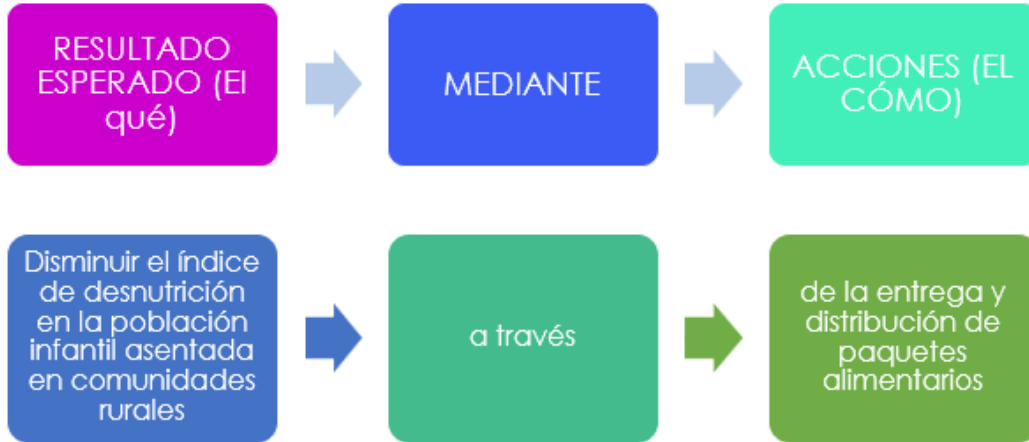 RESULTADO
ESPERADO (El
qué)
MEDIANTE
ACCIONES (EL
CÓMO)
Disminuir el índice
de desnutrición
en la población
infantil asentada
en comunidades
rurales
a través
de la entrega y
distribución de
paquetes
alimentarios